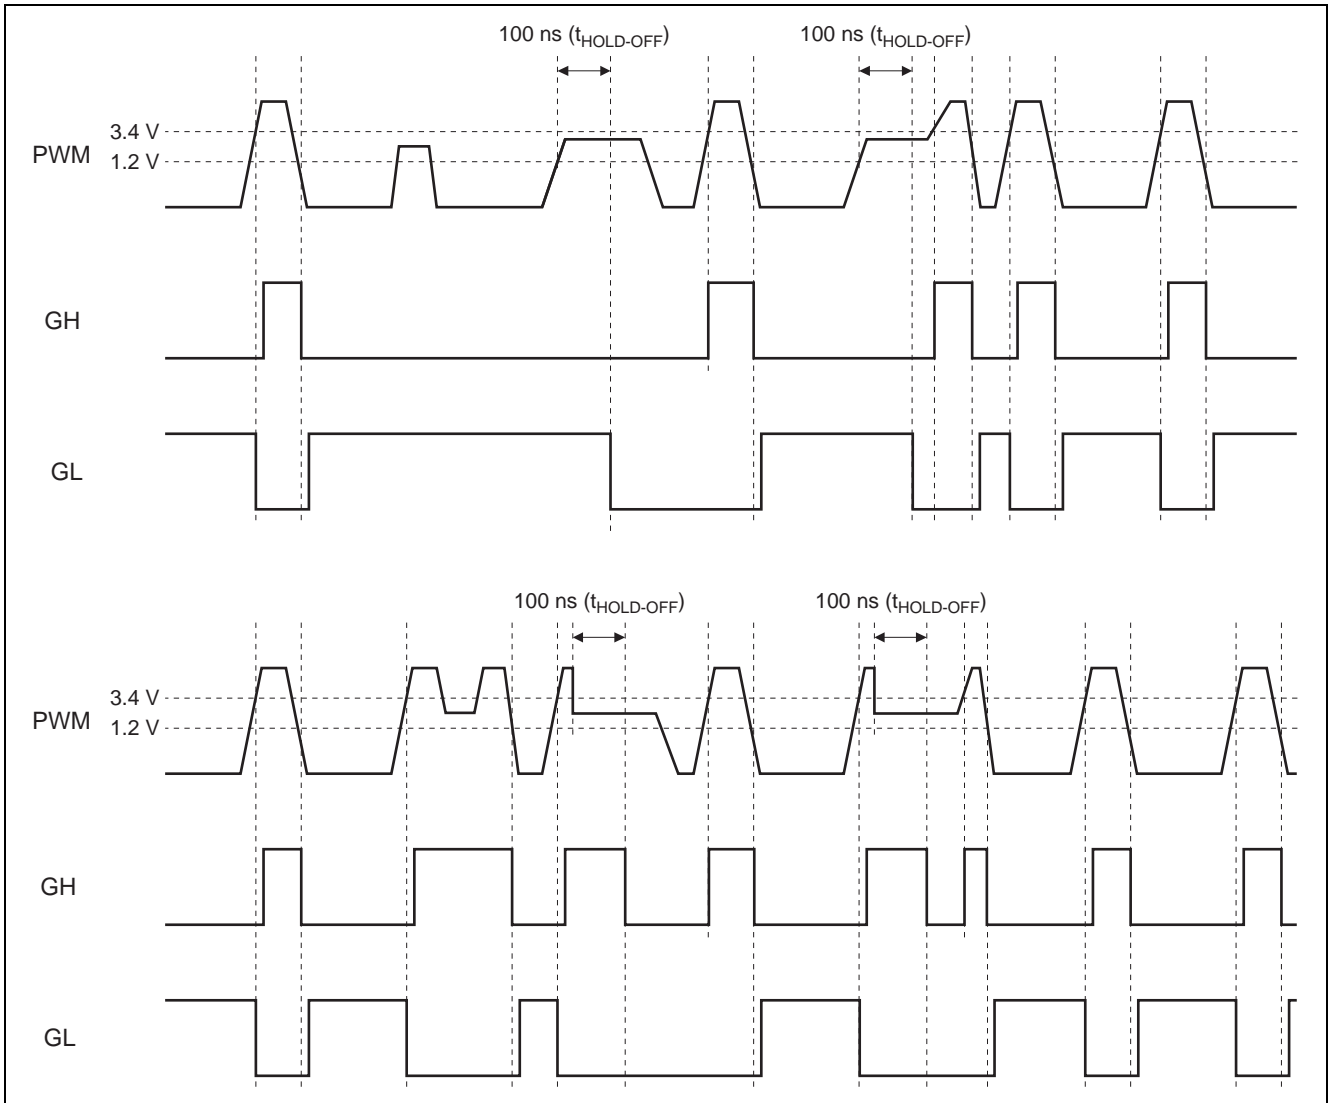 100 ns (tHOLD-OFF) 100 ns (tHOLD-OFF)
3.4 V
PWM
1.2 V
GH
GL
100 ns (tHOLD-OFF) 100 ns (tHOLD-OFF)
3.4 V
PWM
1.2 V
GH
GL